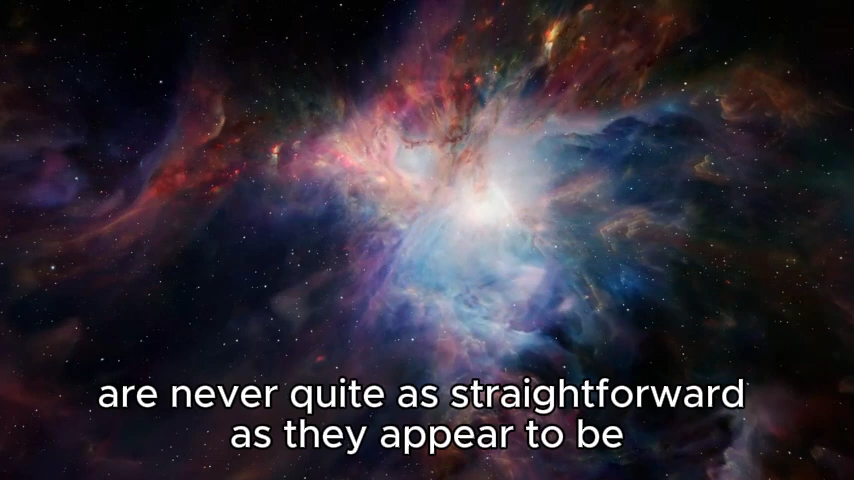 are never quite as straightforward
as they appear to be